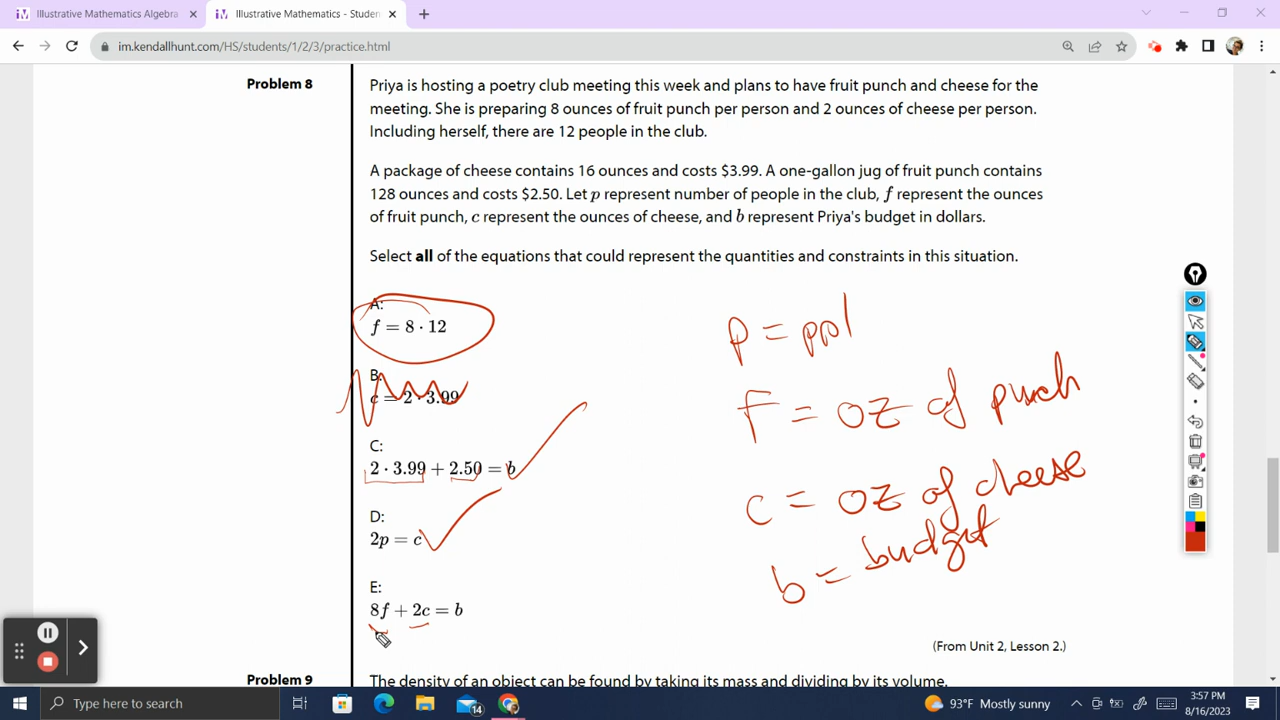 Illustrative Mathematics Algebra
Illustrative Mathematics - Studen
im.kendallhunt.com/HS/students/1/2/3/practice.html
Problem 8
Priya is hosting a poetry club meeting this week and plans to have fruit punch and cheese for the
meeting. She is preparing 8 ounces of fruit punch per person and 2 ounces of cheese per person.
Including herself, there are 12 people in the club.
A package of cheese contains 16 ounces and costs $3.99. A one-gallon jug of fruit punch contains
128 ounces and costs $2.50. Let p represent number of people in the club, f represent the ounces
of fruit punch, c represent the ounces of cheese, and b represent Priya's budget in dollars.
Select all of the equations that could represent the quantities and constraints in this situation.
A:
f = 8 · 12
B:
c = 2 · 3.99
C:
2 · 3.99 + 2.50 = b
D:
2p = c
E:
8f + 2c = b
p = ppl
F = oz of punch
c = oz of cheese
b = budget
(From Unit 2, Lesson 2.)
Problem 9
The density of an object can be found by taking its mass and dividing by its volume.
Type here to search
14
93°F Mostly sunny
3:57 PM
8/16/2023